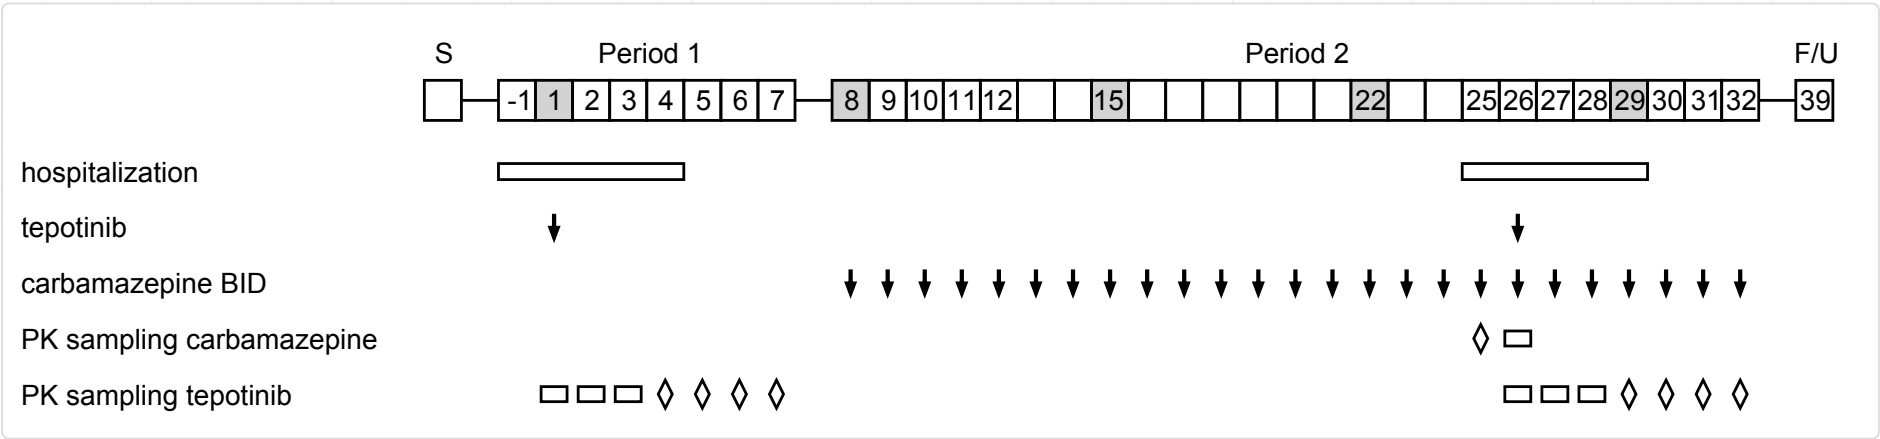 S Period 1 Period 2 F/U
-1 1 2 3 4 5 6 7 8 9 10 11 12 15 22 25 26 27 28 29 30 31 32 39
hospitalization
tepotinib
carbamazepine BID
PK sampling carbamazepine
PK sampling tepotinib